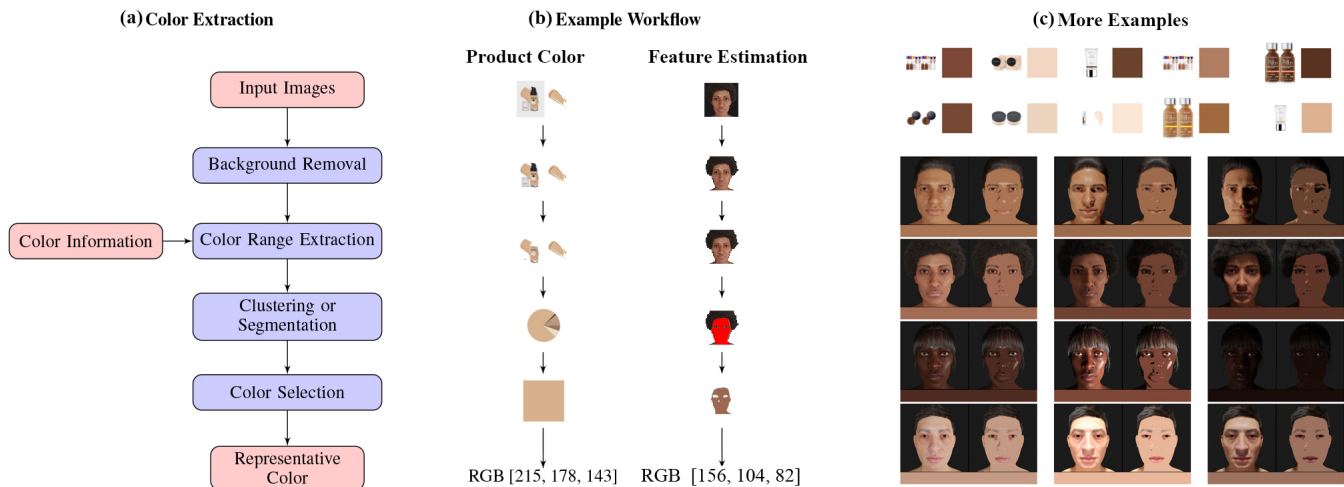 (a) Color Extraction
Input Images
Background Removal
Color Information
Color Range Extraction
Clustering or
Segmentation
Color Selection
Representative
Color
(b) Example Workflow
Product Color
Feature Estimation
RGB [215, 178, 143]
RGB [156, 104, 82]
(c) More Examples